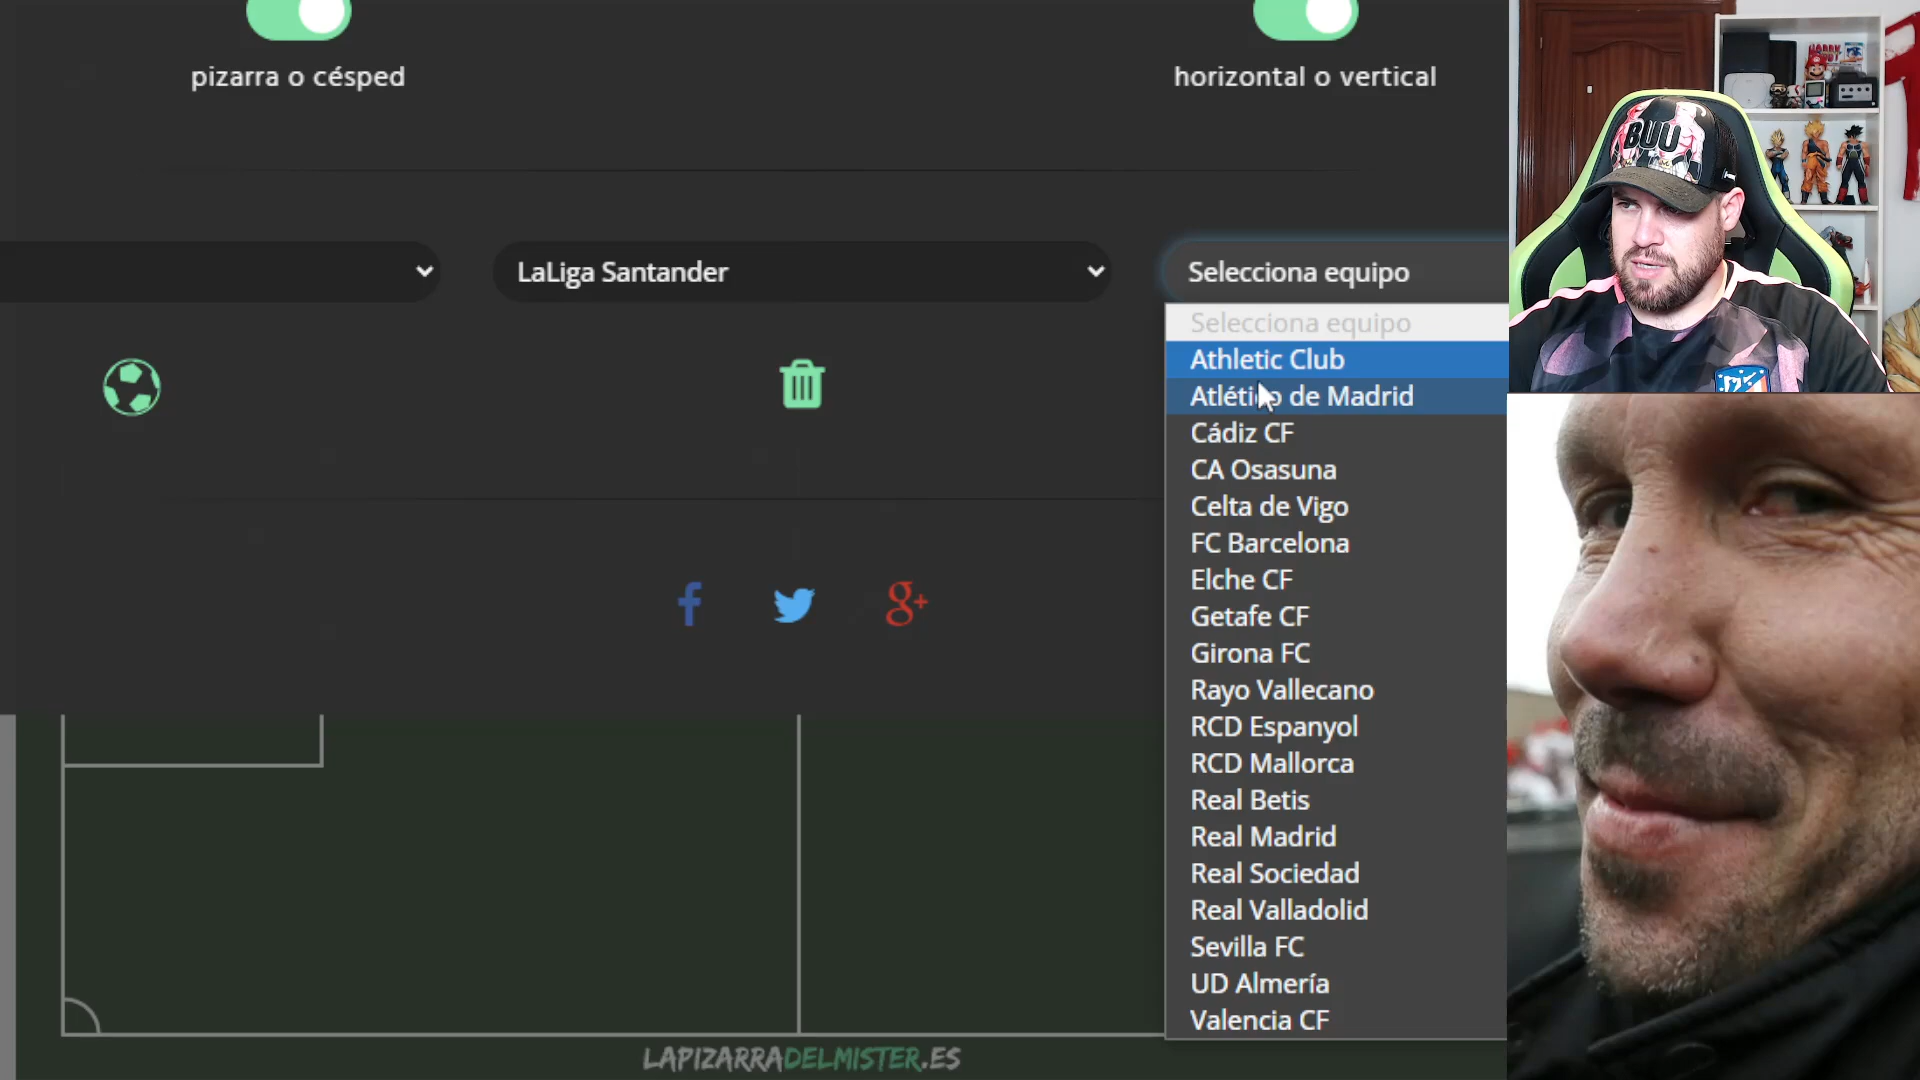 pizarra o césped
horizontal o vertical
LaLiga Santander
Selecciona equipo
Selecciona equipo
Athletic Club
Atlético de Madrid
Cádiz CF
CA Osasuna
Celta de Vigo
FC Barcelona
Elche CF
Getafe CF
Girona FC
Rayo Vallecano
RCD Espanyol
RCD Mallorca
Real Betis
Real Madrid
Real Sociedad
Real Valladolid
Sevilla FC
UD Almería
Valencia CF
f
g+
LAPIZARRADELMISTER.ES
BUU